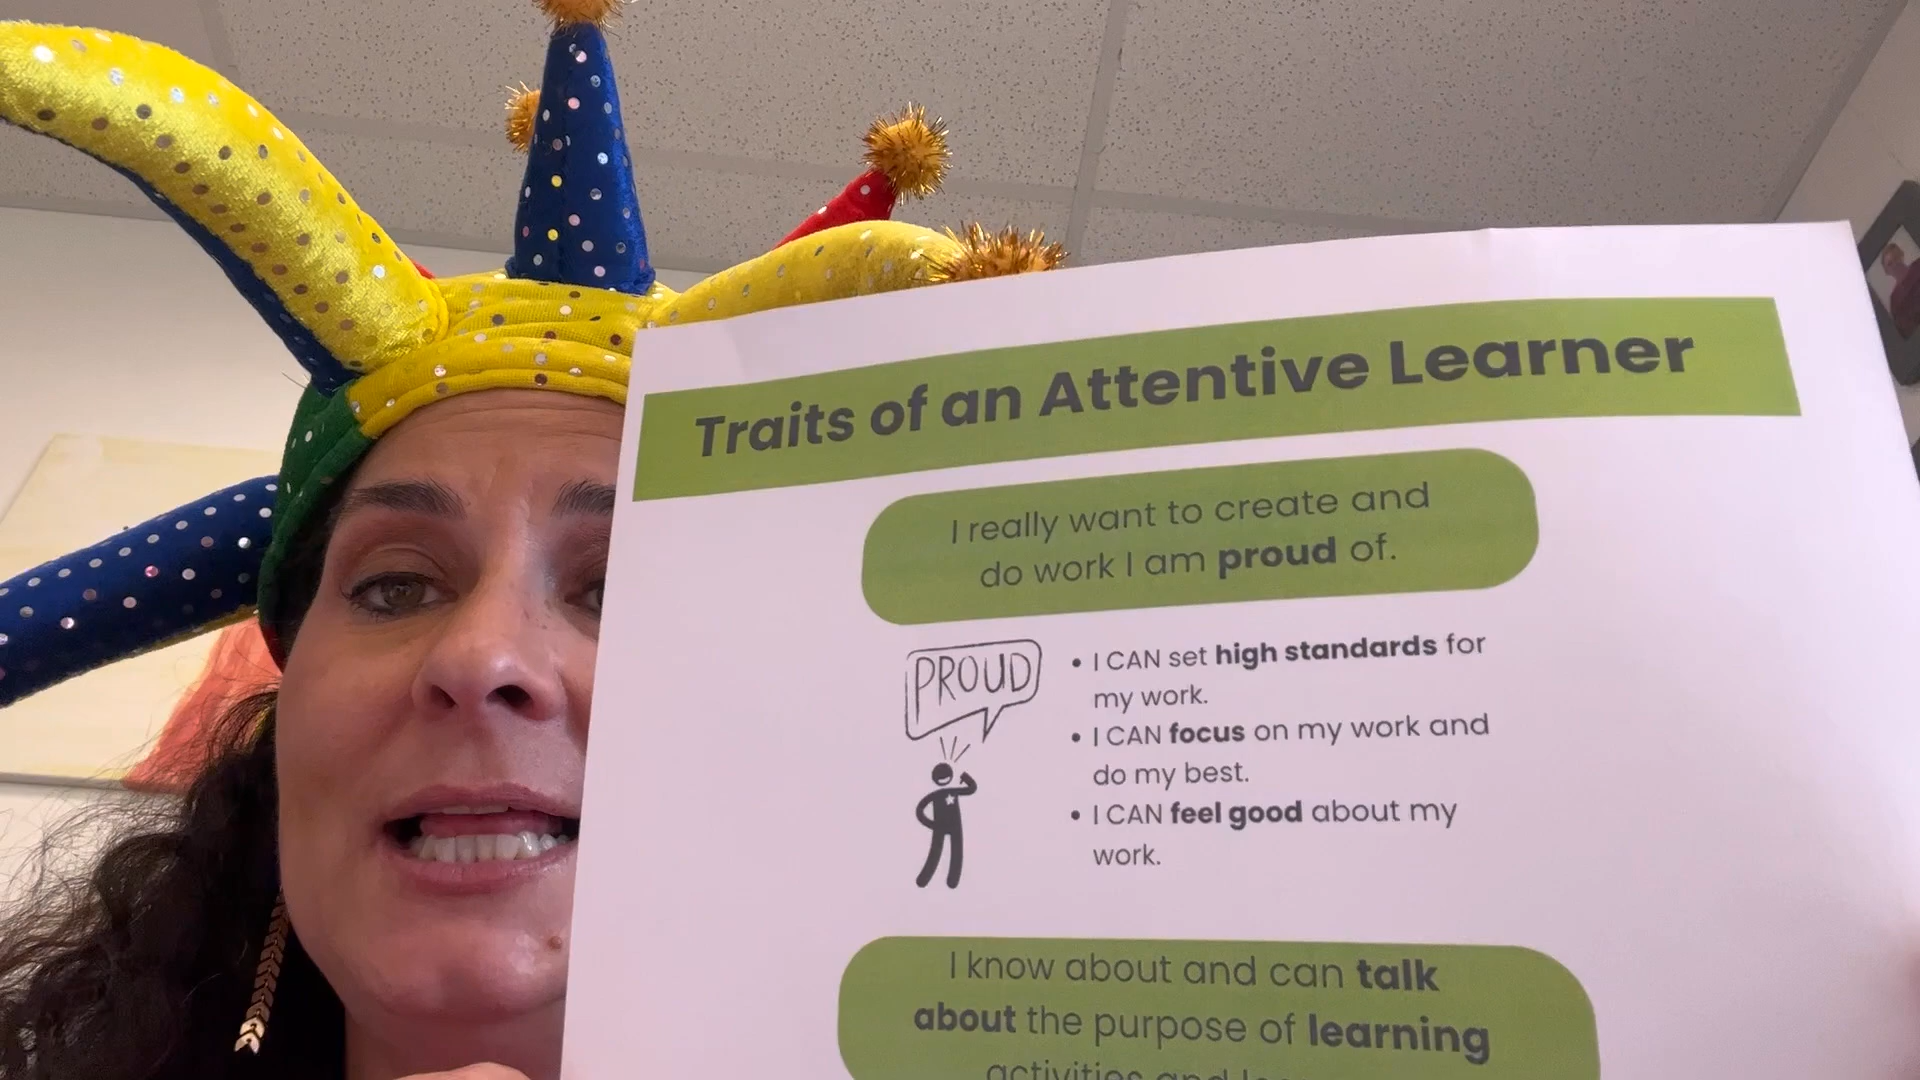 Traits of an Attentive Learner
I really want to create and
do work I am proud of.
PROUD
• I CAN set high standards for
my work.
• I CAN focus on my work and
do my best.
• I CAN feel good about my
work.
I know about and can talk
about the purpose of learning
activities and